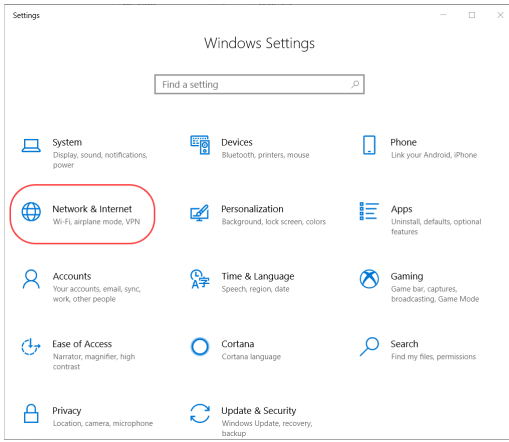 Settings
Windows Settings
Find a setting
System
Display, sound, notifications,
power
Devices
Bluetooth, printers, mouse
Phone
Link your Android, iPhone
Network & Internet
Wi-Fi, airplane mode, VPN
Personalization
Background, lock screen, colors
Apps
Uninstall, defaults, optional
features
Accounts
Your accounts, email, sync,
work, other people
Time & Language
Speech, region, date
Gaming
Game bar, captures,
broadcasting, Game Mode
Ease of Access
Narrator, magnifier, high
contrast
Cortana
Cortana language
Search
Find my files, permissions
Privacy
Location, camera, microphone
Update & Security
Windows Update, recovery,
backup